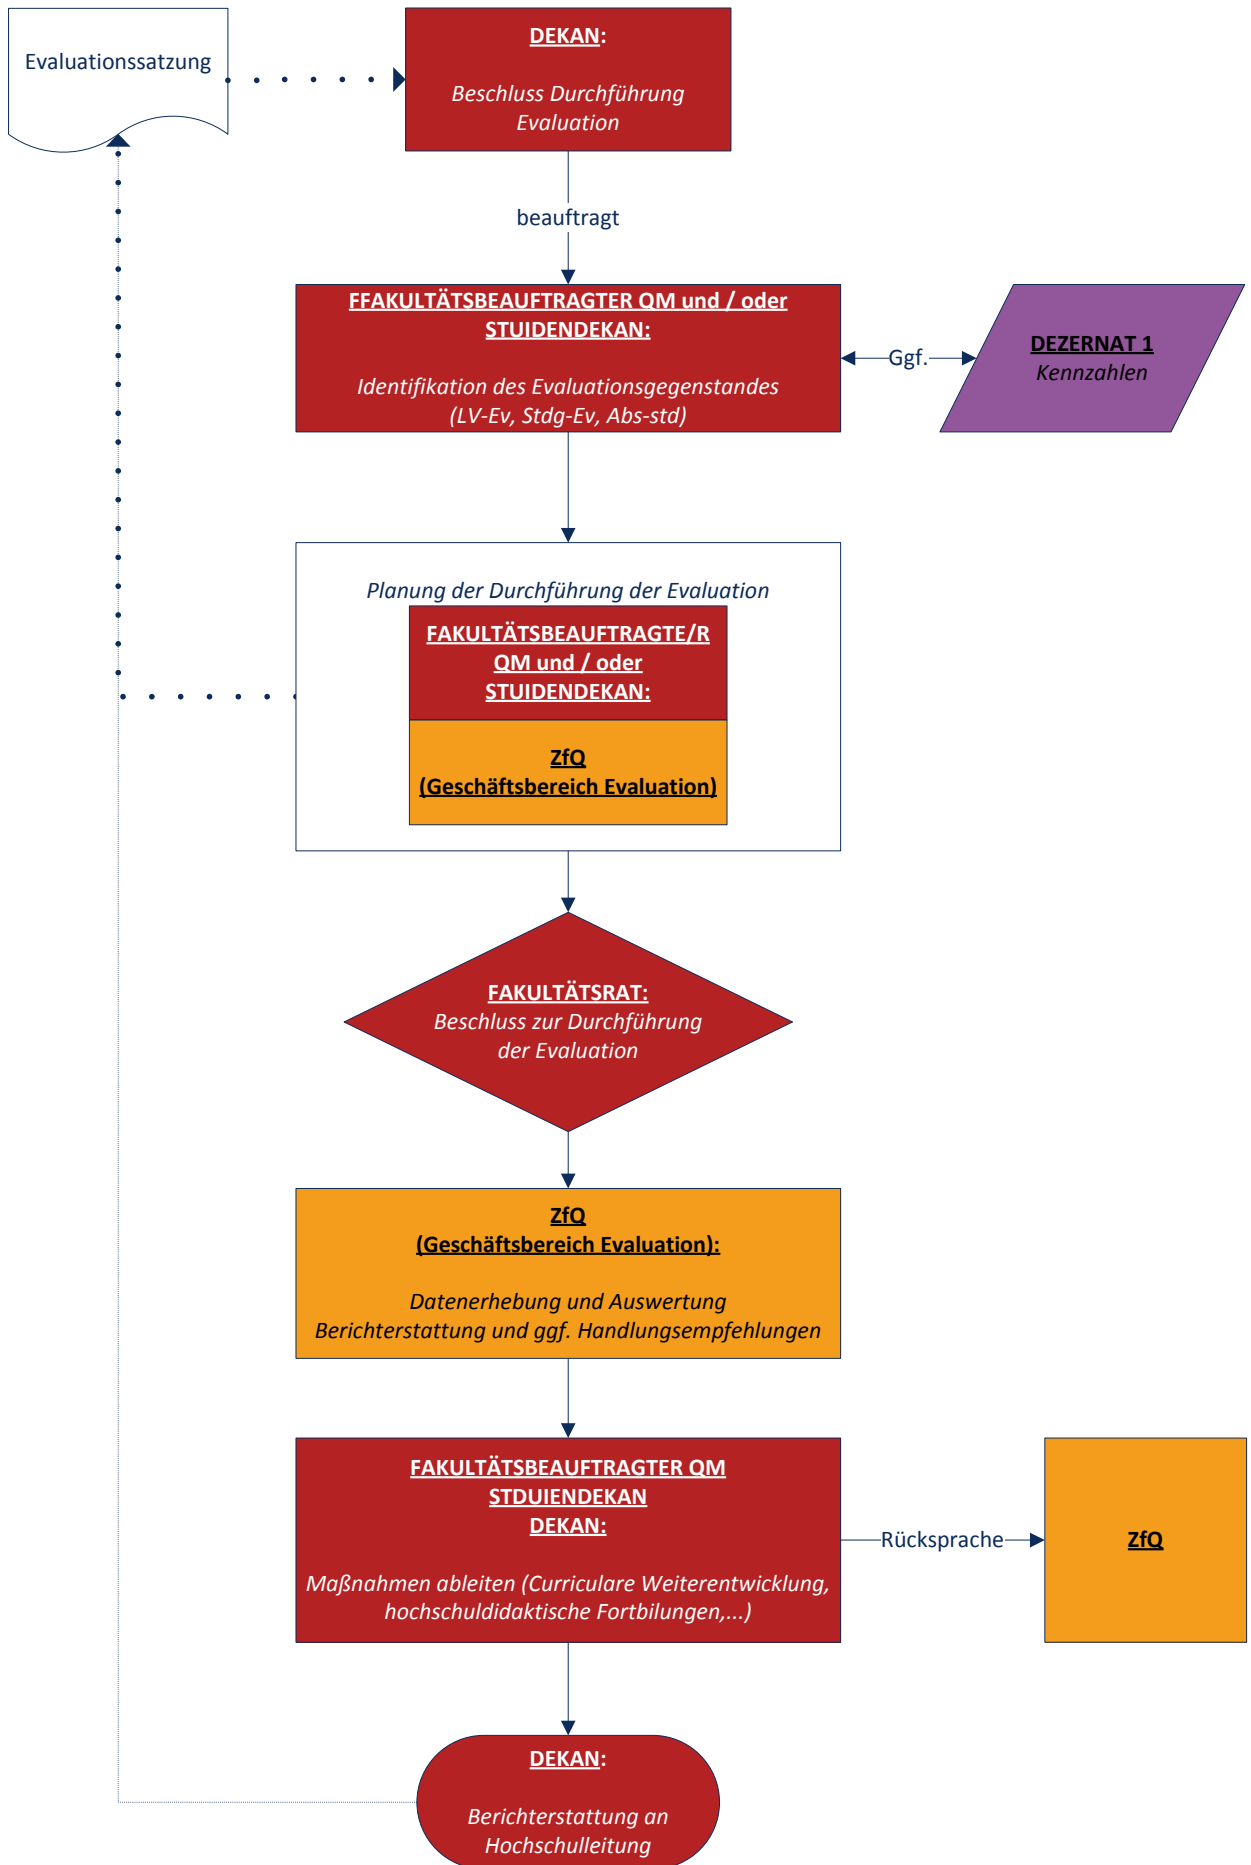 Evaluationssatzung
DEKAN:
Beschluss Durchführung
Evaluation
beauftragt
FFAKULTÄTSBEAUFTRAGTER QM und / oder
STUIDENDEKAN:
Identifikation des Evaluationsgegenstandes
(LV-Ev, Stdg-Ev, Abs-std)
Ggf.
DEZERNAT 1
Kennzahlen
Planung der Durchführung der Evaluation
FAKULTÄTSBEAUFTRAGTE/R
QM und / oder
STUIDENDEKAN:
ZfQ
(Geschäftsbereich Evaluation)
FAKULTÄTSRAT:
Beschluss zur Durchführung
der Evaluation
ZfQ
(Geschäftsbereich Evaluation):
Datenerhebung und Auswertung
Berichterstattung und ggf. Handlungsempfehlungen
FAKULTÄTSBEAUFTRAGTER QM
STDUIENDEKAN
DEKAN:
Maßnahmen ableiten (Curriculare Weiterentwicklung,
hochschuldidaktische Fortbilungen,...)
Rücksprache
ZfQ
DEKAN:
Berichterstattung an
Hochschulleitung